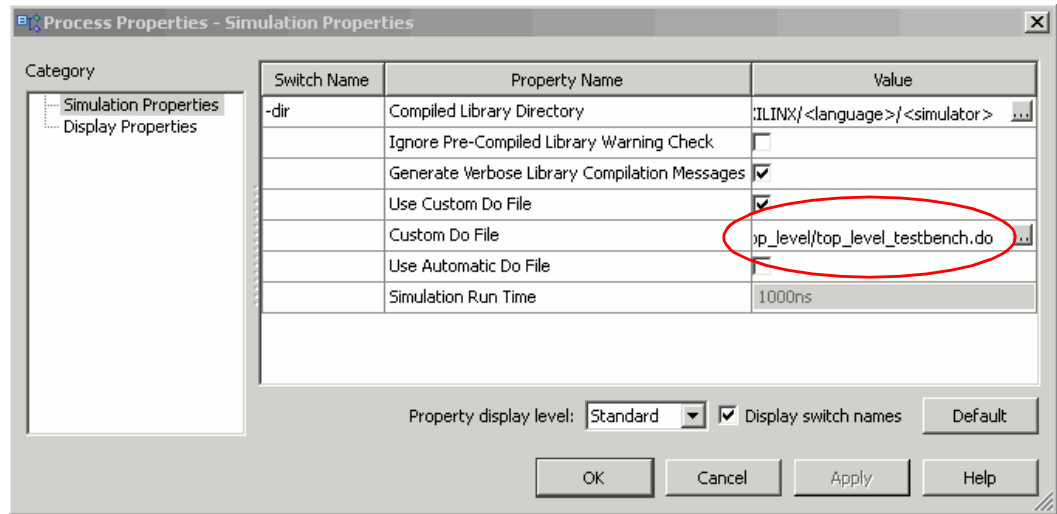 Process Properties - Simulation Properties
Category
Simulation Properties
Display Properties
Switch Name Property Name Value
-dir Compiled Library Directory :ILINX/<language>/<simulator> ...
Ignore Pre-Compiled Library Warning Check
Generate Verbose Library Compilation Messages
Use Custom Do File
Custom Do File op_level/top_level_testbench.do ...
Use Automatic Do File
Simulation Run Time 1000ns
Property display level: Standard Display switch names Default
OK Cancel Apply Help